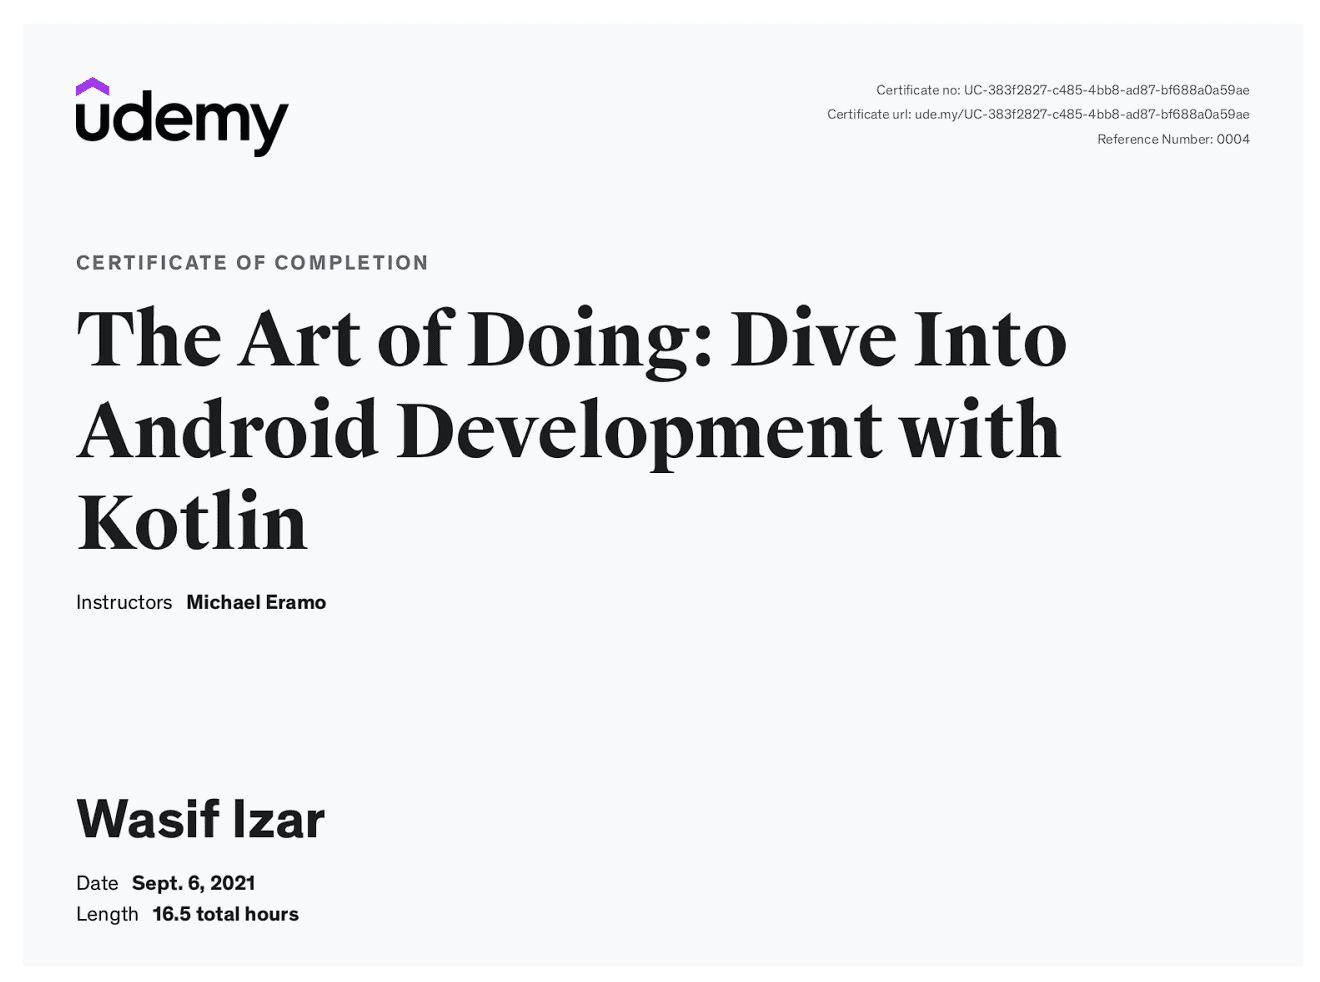 udemy
Certificate no: UC-383f2827-c485-4bb8-ad87-bf688a0a59ae
Certificate url: ude.my/UC-383f2827-c485-4bb8-ad87-bf688a0a59ae
Reference Number: 0004
CERTIFICATE OF COMPLETION
The Art of Doing: Dive Into
Android Development with
Kotlin
Instructors Michael Eramo
Wasif Izar
Date Sept. 6, 2021
Length 16.5 total hours